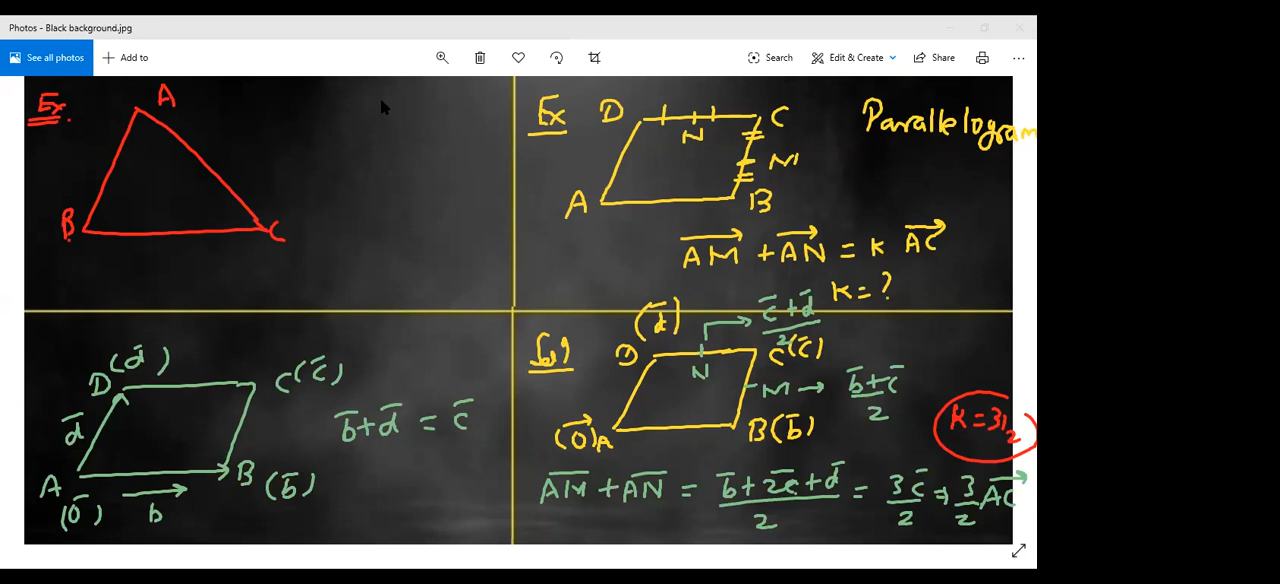 Photos - Black background.jpg
See all photos
Add to
Search
Edit & Create
Share
Ex.
A
B
C
Ex
D
C
N
M
A
B
Parallelogram
AM + AN = K AC
K = ?
D (d̄)
C (c̄)
d̄
A
(0̄)
b
B
(b̄)
b̄ + d̄ = c̄
Sol
(d̄)
D
c̄ + d̄
2
C (c̄)
N
M → b̄ + c̄
2
(0) A
B (b̄)
K = 3/2
AM + AN = b̄ + 2c̄ + d̄ / 2 = 3c̄ / 2 = 3/2 AC